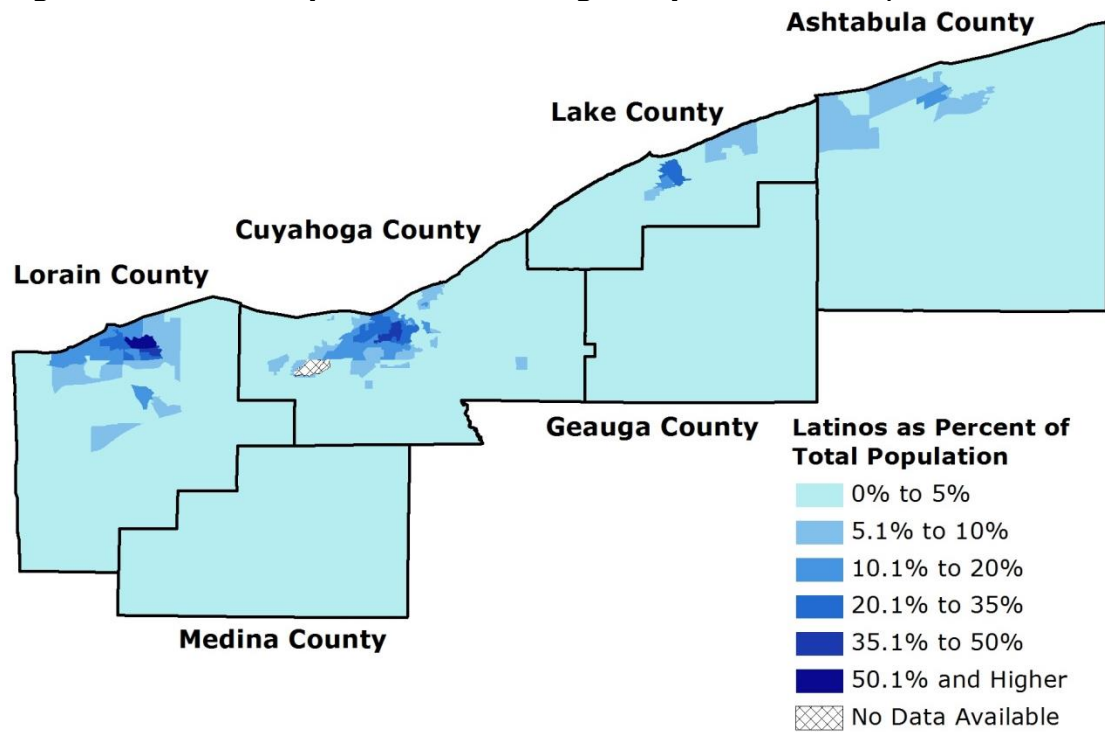 Ashtabula County
Lake County
Cuyahoga County
Lorain County
Geauga County
Medina County
Latinos as Percent of
Total Population
0% to 5%
5.1% to 10%
10.1% to 20%
20.1% to 35%
35.1% to 50%
50.1% and Higher
No Data Available